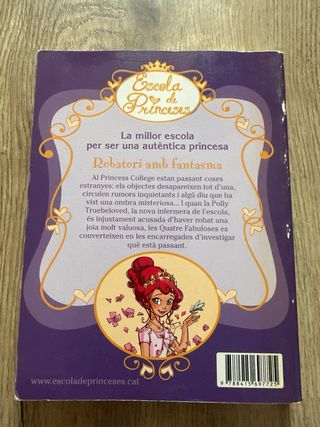 Escola
de
Princeses
La millor escola
per ser una autèntica princesa
Robatori amb fantasma
Al Princess College estan passant coses
estranyes: els objectes desapareixen tot d'una,
circulen rumors inquietants i algú diu que ha
vist una ombra misteriosa... I quan la Polly
Truebeloved, la nova infermera de l'escola,
és injustament acusada d'haver robat una
joia molt valuosa, les Quatre Fabuloses es
converteixen en les encarregades d'investigar
què està passant.
www.escoladeprinceses.cat
9 788415 697725